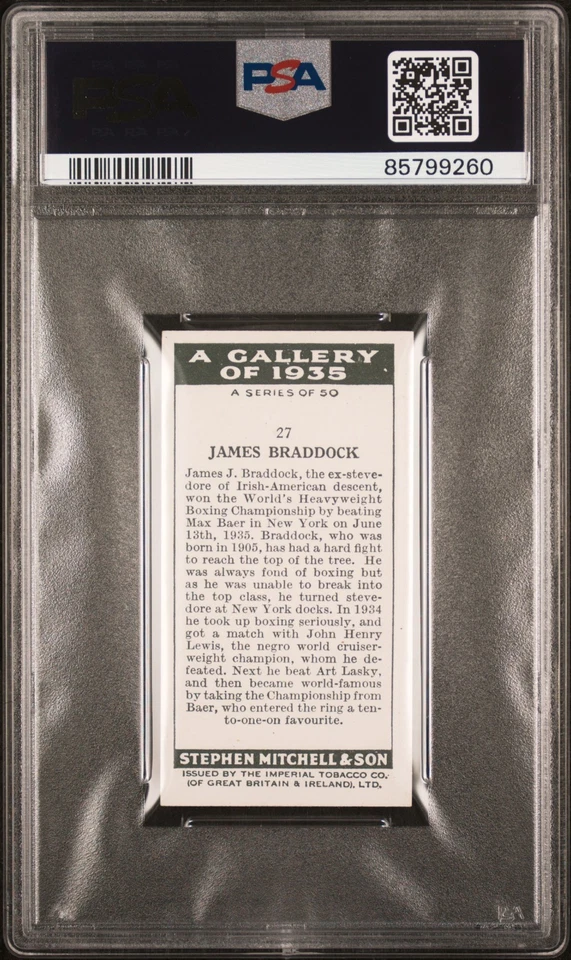 PSA
85799260
A GALLERY
OF 1935
A SERIES OF 50
27
JAMES BRADDOCK
James J. Braddock, the ex-steve-
dore of Irish-American descent,
won the World's Heavyweight
Boxing Championship by beating
Max Baer in New York on June
13th, 1935. Braddock, who was
born in 1905, has had a hard fight
to reach the top of the tree. He
was always fond of boxing but
as he was unable to break into
the top class, he turned steve-
dore at New York docks. In 1934
he took up boxing seriously, and
got a match with John Henry
Lewis, the negro world cruiser-
weight champion, whom he de-
feated. Next he beat Art Lasky,
and then became world-famous
by taking the Championship from
Baer, who entered the ring a ten-
to-one-on favourite.
STEPHEN MITCHELL & SON
ISSUED BY THE IMPERIAL TOBACCO CO.
(OF GREAT BRITAIN & IRELAND), LTD.